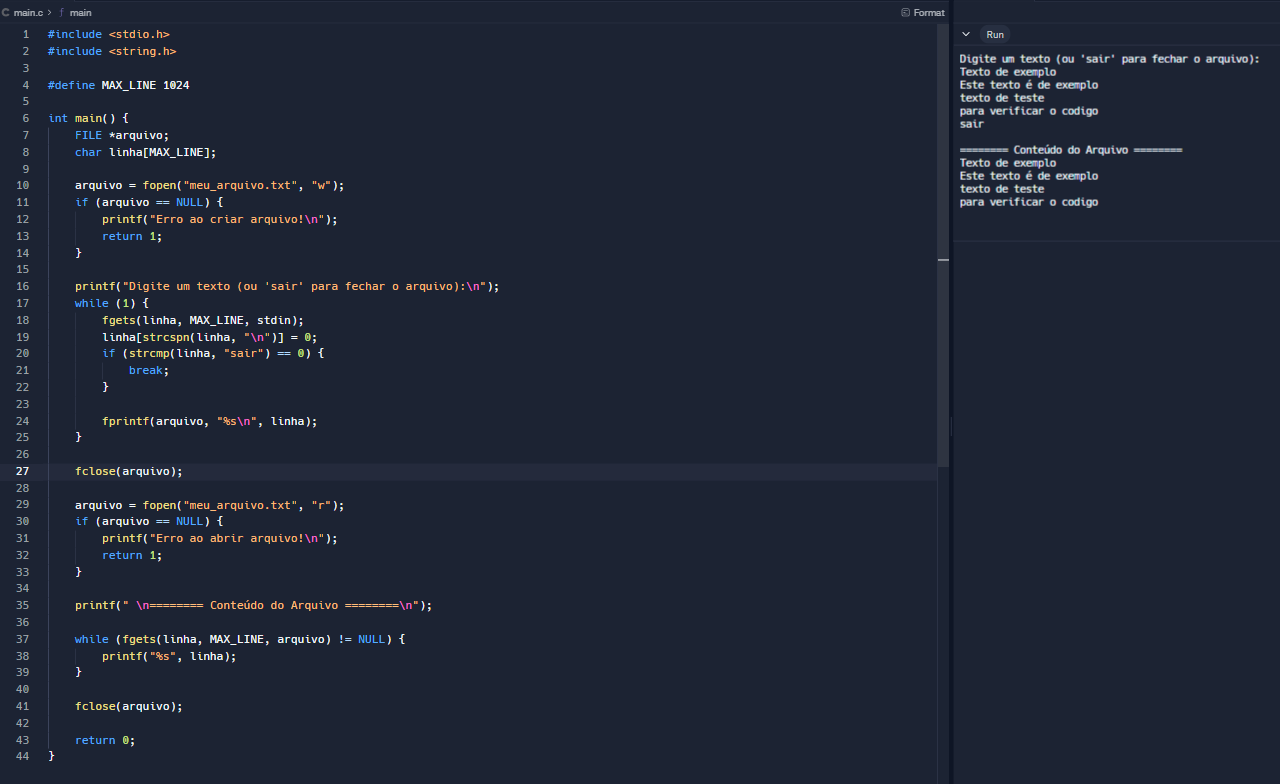 main.c > f main
Format
1 #include <stdio.h>
2 #include <string.h>
3
4 #define MAX_LINE 1024
5
6 int main() {
7     FILE *arquivo;
8     char linha[MAX_LINE];
9
10     arquivo = fopen("meu_arquivo.txt", "w");
11     if (arquivo == NULL) {
12         printf("Erro ao criar arquivo!\n");
13         return 1;
14     }
15
16     printf("Digite um texto (ou 'sair' para fechar o arquivo):\n");
17     while (1) {
18         fgets(linha, MAX_LINE, stdin);
19         linha[strcspn(linha, "\n")] = 0;
20         if (strcmp(linha, "sair") == 0) {
21             break;
22         }
23
24         fprintf(arquivo, "%s\n", linha);
25     }
26
27     fclose(arquivo);
28
29     arquivo = fopen("meu_arquivo.txt", "r");
30     if (arquivo == NULL) {
31         printf("Erro ao abrir arquivo!\n");
32         return 1;
33     }
34
35     printf(" \n======== Conteúdo do Arquivo ========\n");
36
37     while (fgets(linha, MAX_LINE, arquivo) != NULL) {
38         printf("%s", linha);
39     }
40
41     fclose(arquivo);
42
43     return 0;
44 }
Run
Digite um texto (ou 'sair' para fechar o arquivo):
Texto de exemplo
Este texto é de exemplo
texto de teste
para verificar o codigo
sair
======== Conteúdo do Arquivo ========
Texto de exemplo
Este texto é de exemplo
texto de teste
para verificar o codigo